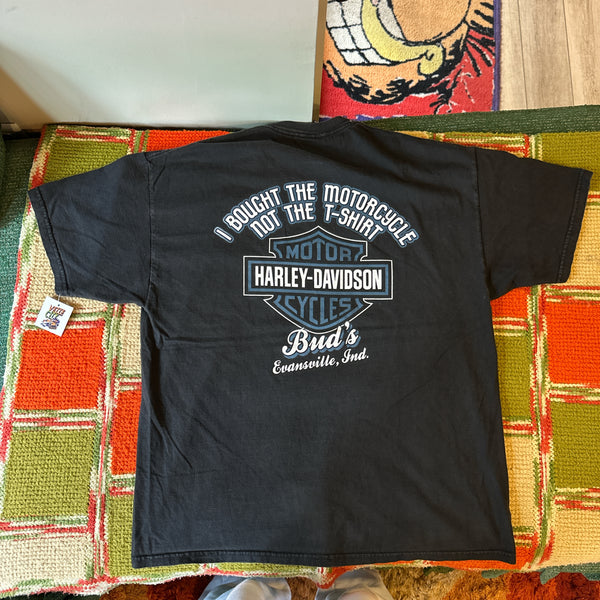 I BOUGHT THE MOTORCYCLE
NOT THE T-SHIRT
MOTOR
HARLEY-DAVIDSON
CYCLES
Bud's
Evansville, Ind.